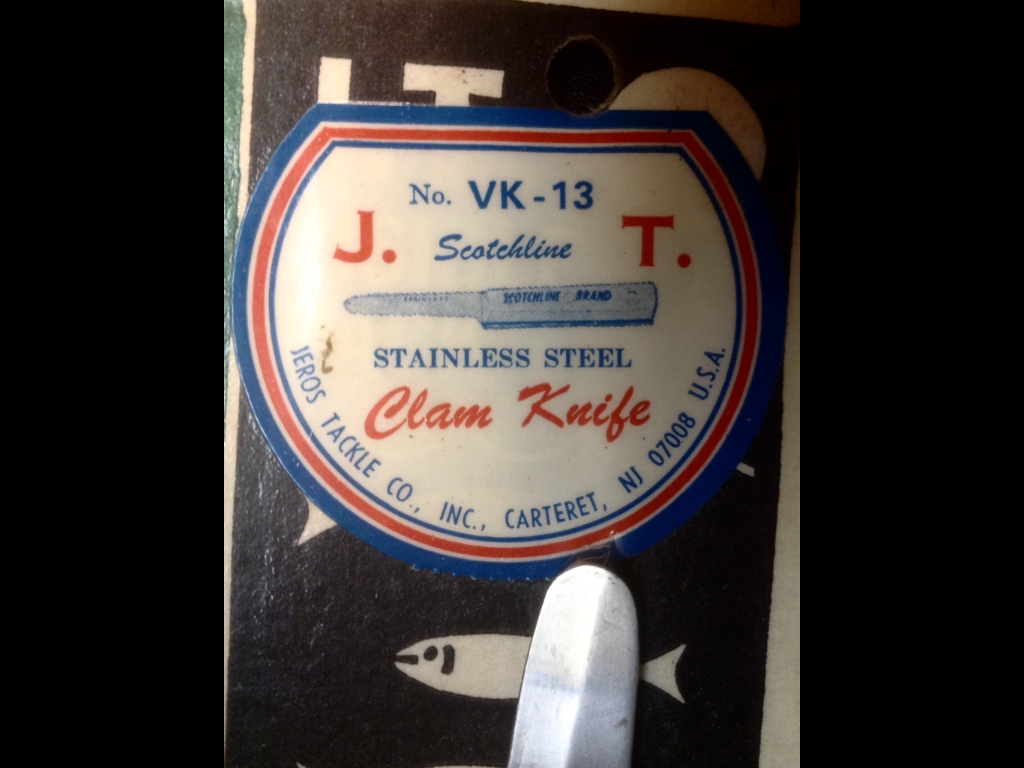 No. VK-13
J. Scotchline T.
SCOTCHLINE BRAND
STAINLESS STEEL
Clam Knife
JEROS TACKLE CO., INC., CARTERET, NJ 07008 U.S.A.